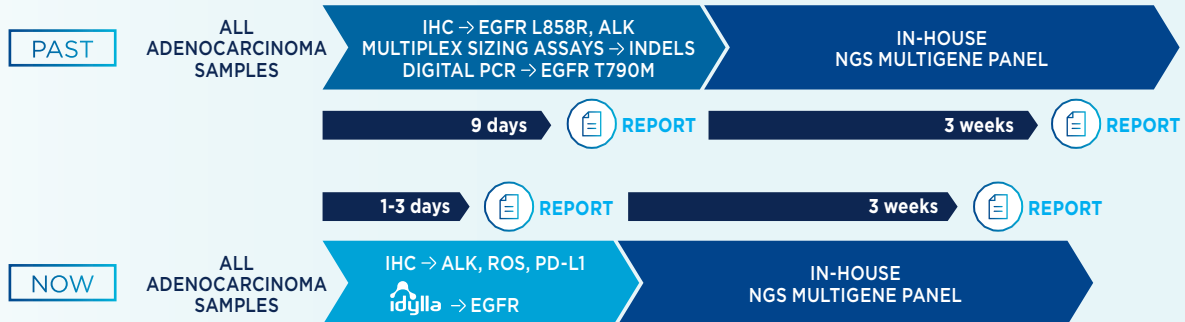 PAST
ALL
ADENOCARCINOMA
SAMPLES
IHC → EGFR L858R, ALK
MULTIPLEX SIZING ASSAYS → INDELS
DIGITAL PCR → EGFR T790M
IN-HOUSE
NGS MULTIGENE PANEL
9 days
REPORT
3 weeks
REPORT
1-3 days
REPORT
3 weeks
REPORT
NOW
ALL
ADENOCARCINOMA
SAMPLES
IHC → ALK, ROS, PD-L1
idylla → EGFR
IN-HOUSE
NGS MULTIGENE PANEL